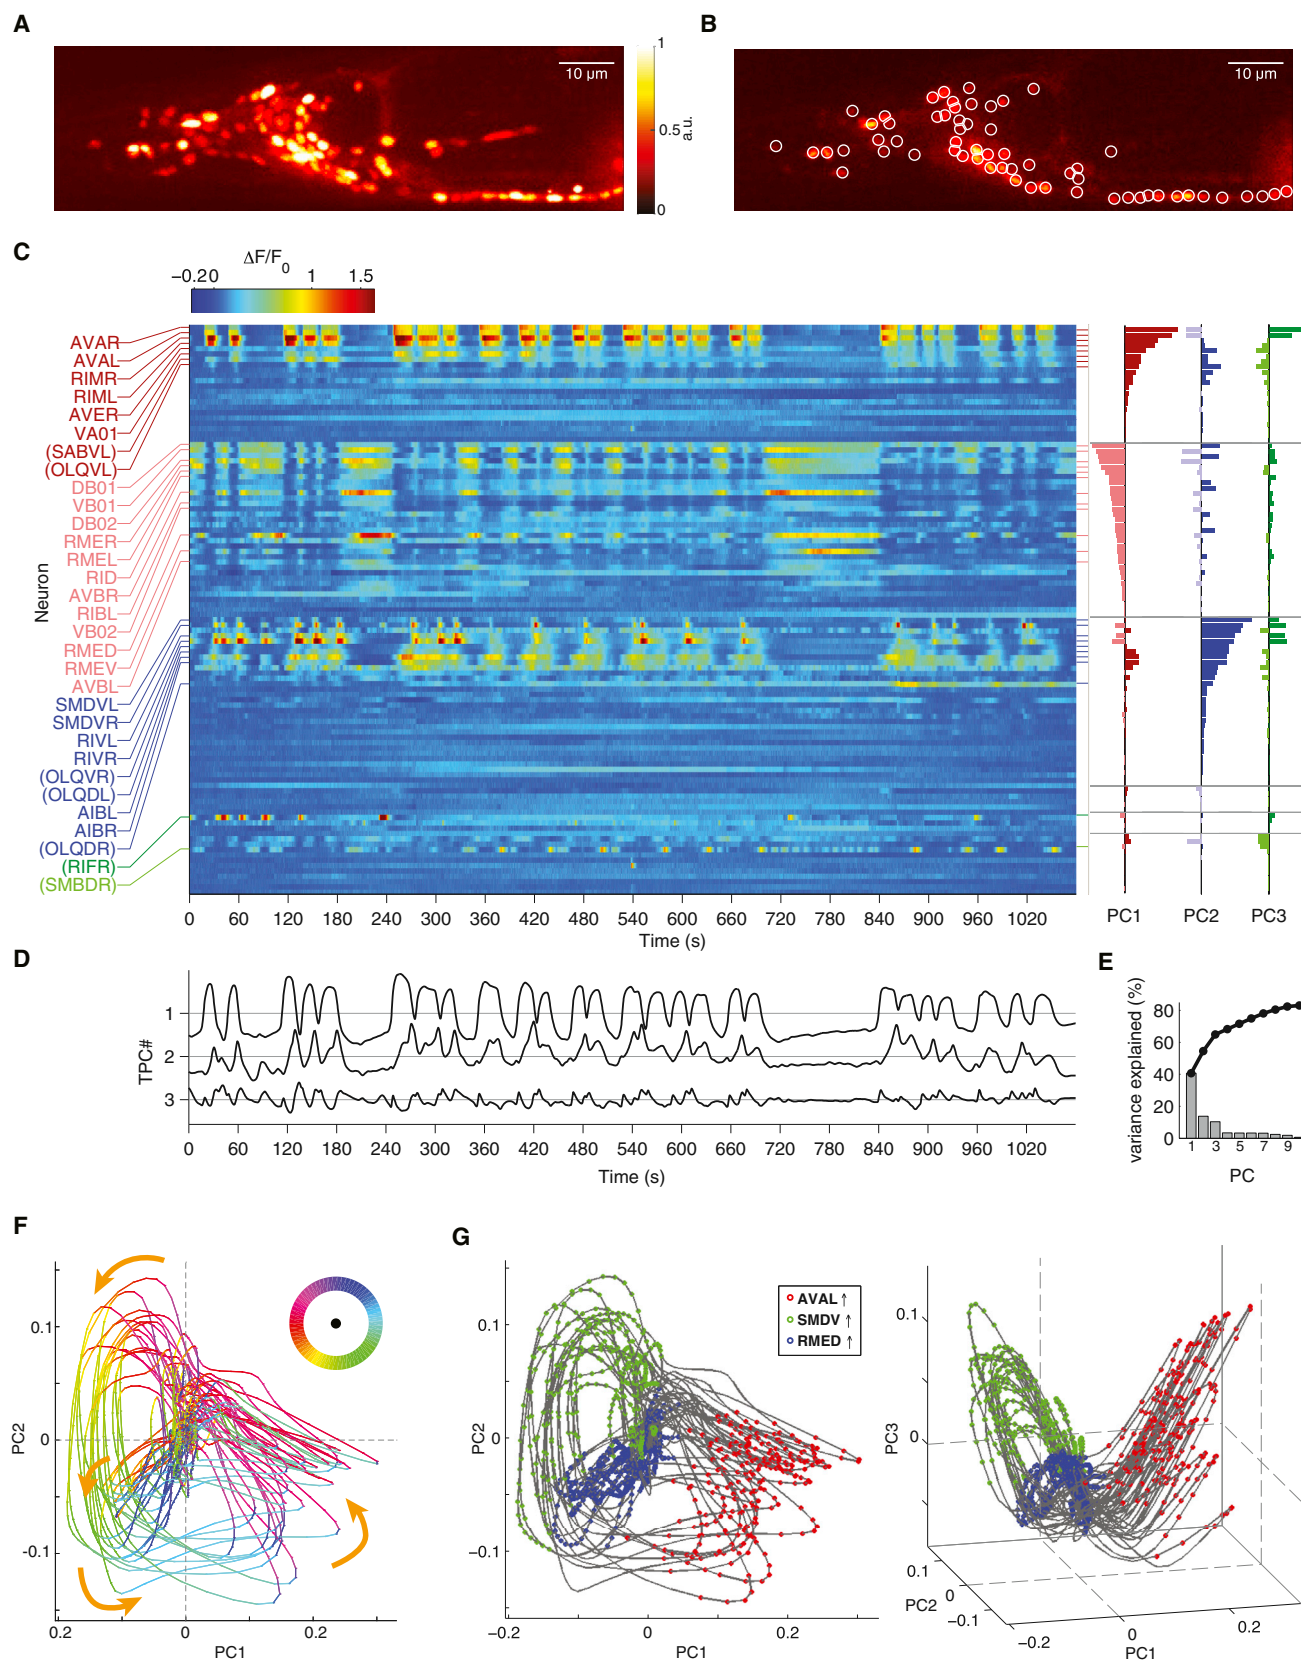 A
10 µm
1
0.5
0
a.u.
B
10 µm
C
ΔF/F0
−0.2 0 1 1.5
Neuron
AVAR
AVAL
RIMR
RIML
AVER
VA01
(SABVL)
(OLQVL)
DB01
VB01
DB02
RMER
RMEL
RID
AVBR
RIBL
VB02
RMED
RMEV
AVBL
SMDVL
SMDVR
RIVL
RIVR
(OLQVR)
(OLQDL)
AIBL
AIBR
(OLQDR)
(RIFR)
(SMBDR)
0 60 120 180 240 300 360 420 480 540 600 660 720 780 840 900 960 1020
Time (s)
PC1 PC2 PC3
D
TPC#
1
2
3
0 60 120 180 240 300 360 420 480 540 600 660 720 780 840 900 960 1020
Time (s)
E
variance explained (%)
80
60
40
20
0
1 3 5 7 9
PC
F
PC2
0.1
0
-0.1
0.2 0 0.2
PC1
G
AVAL ↑
SMDV ↑
RMED ↑
PC2
0.1
0
−0.1
−0.2 0 0.2
PC1
PC3
0.1
0
0.1
0
−0.1
PC2
−0.2
0
0.2
PC1